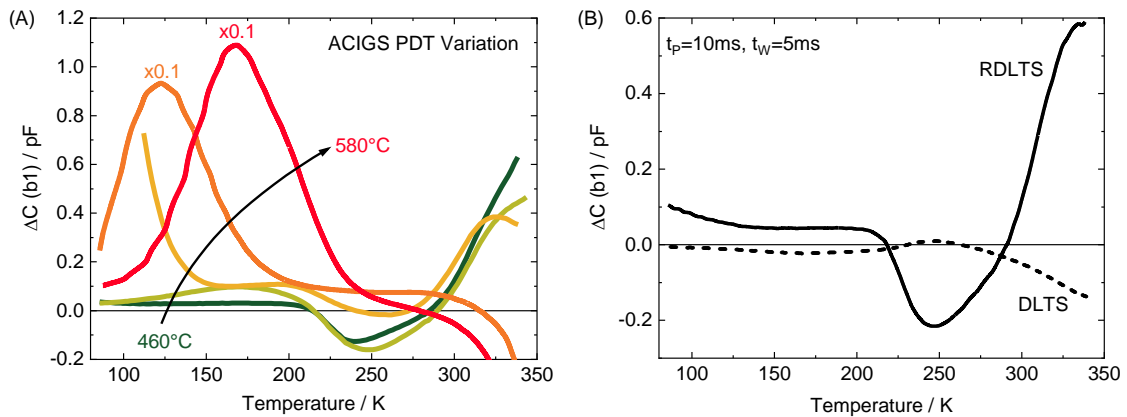 (A)
ACIGS PDT Variation
x0.1
x0.1
580°C
460°C
1.2
1.0
0.8
0.6
0.4
0.2
0.0
-0.2
ΔC (b1) / pF
100 150 200 250 300 350
Temperature / K
(B)
t_P=10ms, t_W=5ms
RDLTS
DLTS
0.6
0.4
0.2
0.0
-0.2
ΔC (b1) / pF
100 150 200 250 300 350
Temperature / K